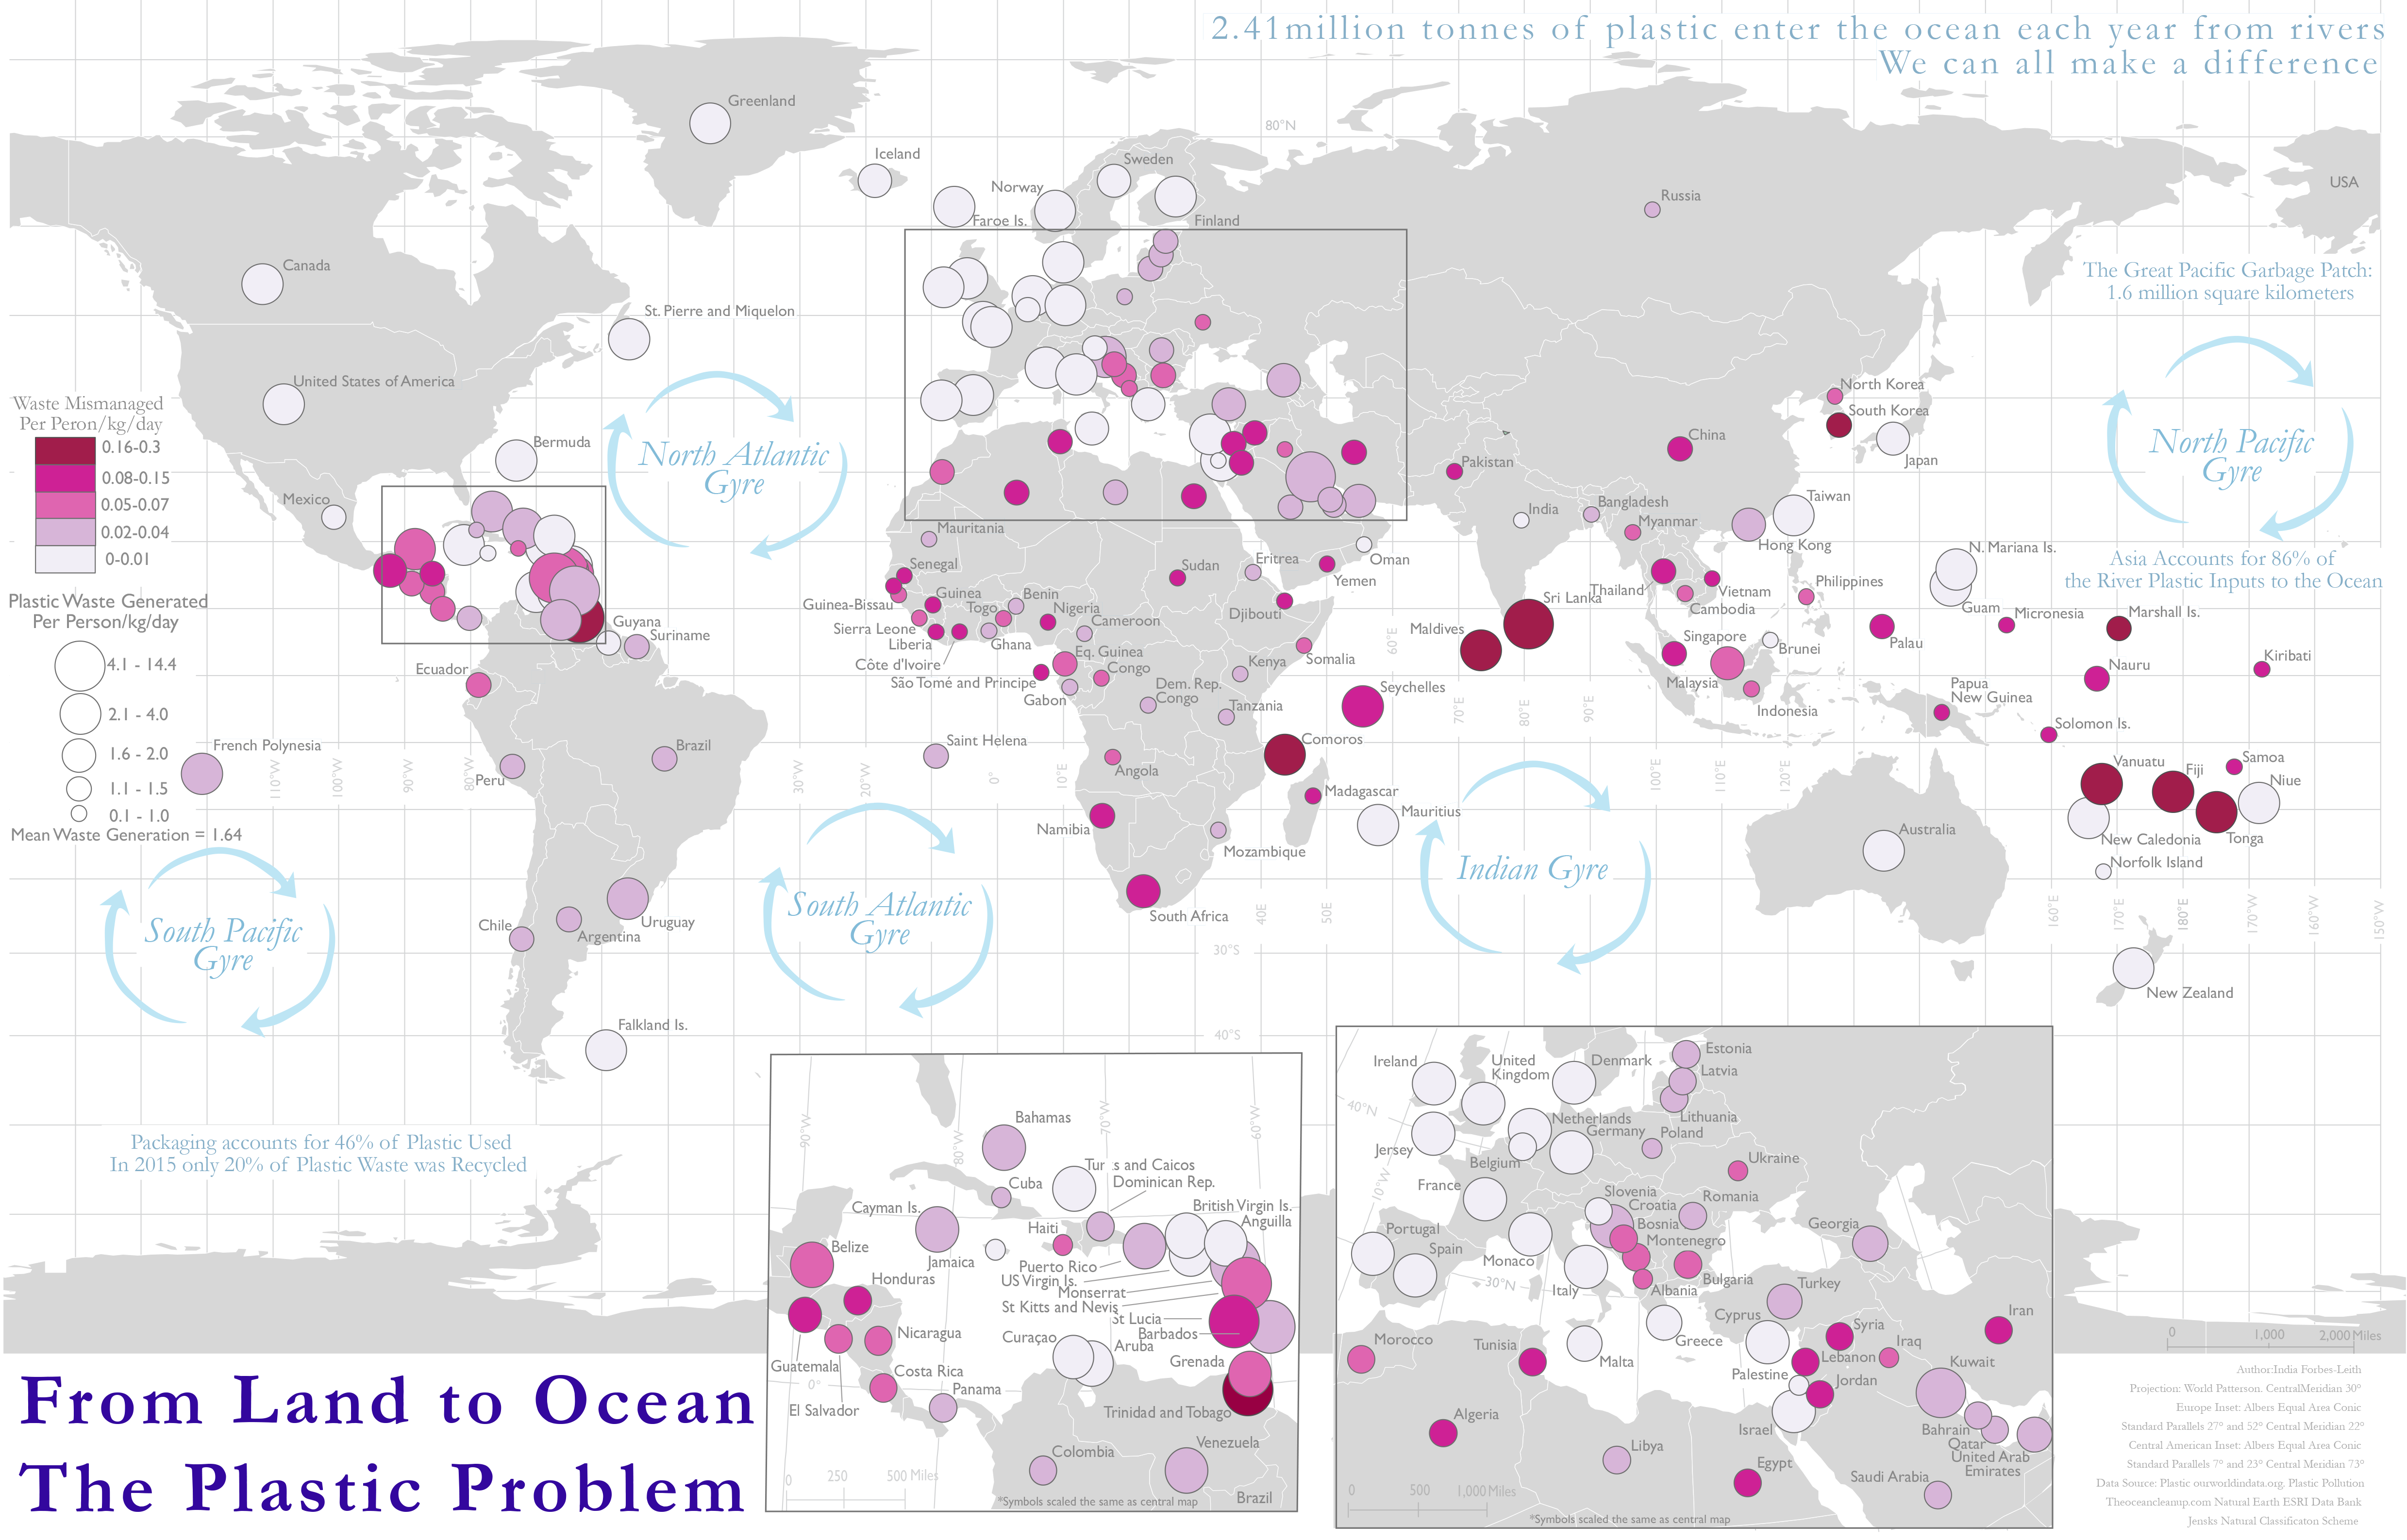 2.41million tonnes of plastic enter the ocean each year from rivers
We can all make a difference
Greenland
80°N
Iceland
Sweden
Norway
Faroe Is.
Finland
Russia
USA
Canada
St. Pierre and Miquelon
United States of America
Bermuda
Mexico
The Great Pacific Garbage Patch:
1.6 million square kilometers
North Atlantic
Gyre
North Pacific
Gyre
Waste Mismanaged
Per Peron/kg/day
0.16-0.3
0.08-0.15
0.05-0.07
0.02-0.04
0-0.01
Plastic Waste Generated
Per Person/kg/day
4.1 - 14.4
2.1 - 4.0
1.6 - 2.0
1.1 - 1.5
0.1 - 1.0
Mean Waste Generation = 1.64
North Korea
South Korea
Japan
China
Pakistan
India
Bangladesh
Myanmar
Taiwan
Hong Kong
Asia Accounts for 86% of
the River Plastic Inputs to the Ocean
N. Mariana Is.
Guam
Micronesia
Marshall Is.
Philippines
Thailand
Vietnam
Cambodia
Sri Lanka
Maldives
Singapore
Malaysia
Brunei
Indonesia
Palau
Nauru
Kiribati
Papua
New Guinea
Solomon Is.
Vanuatu
Fiji
Samoa
Niue
Tonga
New Caledonia
Norfolk Island
Australia
New Zealand
Mauritania
Senegal
Guinea-Bissau
Guinea
Sierra Leone
Liberia
Côte d'Ivoire
Togo
Benin
Ghana
Nigeria
Cameroon
Eq. Guinea
São Tomé and Principe
Gabon
Congo
Dem. Rep.
Congo
Sudan
Eritrea
Djibouti
Yemen
Oman
Somalia
Kenya
Tanzania
Seychelles
Comoros
Madagascar
Mauritius
Mozambique
Angola
Namibia
South Africa
Saint Helena
Guyana
Suriname
Ecuador
Peru
Brazil
French Polynesia
Chile
Argentina
Uruguay
Falkland Is.
110°W
100°W
90°W
80°W
30°W
20°W
0°
10°E
40E
50E
60°E
70°E
80°E
90°E
100°E
110°E
120°E
160°E
170°E
180°E
170°W
160°W
150°W
30°S
40°S
South Pacific
Gyre
South Atlantic
Gyre
Indian Gyre
Packaging accounts for 46% of Plastic Used
In 2015 only 20% of Plastic Waste was Recycled
From Land to Ocean
The Plastic Problem
90°W
80°W
70°W
60°W
Bahamas
Cuba
Tur s and Caicos
Dominican Rep.
Cayman Is.
Jamaica
Haiti
British Virgin Is.
Anguilla
Puerto Rico
US Virgin Is.
Monserrat
St Kitts and Nevis
St Lucia
Barbados
Belize
Honduras
Nicaragua
Guatemala
El Salvador
Costa Rica
Panama
Curaçao
Aruba
Grenada
Trinidad and Tobago
0°
Colombia
Venezuela
Brazil
0
250
500 Miles
*Symbols scaled the same as central map
Ireland
United
Kingdom
Denmark
Estonia
Latvia
Lithuania
40°N
Jersey
Netherlands
Germany
Belgium
Poland
10°W
France
Ukraine
Slovenia
Croatia
Bosnia
Montenegro
Romania
Portugal
Spain
Monaco
Italy
Albania
Bulgaria
Georgia
30°N
Turkey
Cyprus
Greece
Malta
Morocco
Tunisia
Syria
Lebanon
Iraq
Iran
Palestine
Jordan
Kuwait
Israel
Algeria
Libya
Egypt
Bahrain
Qatar
United Arab
Emirates
Saudi Arabia
0
500
1,000 Miles
*Symbols scaled the same as central map
0
1,000
2,000 Miles
Author:India Forbes-Leith
Projection: World Patterson. CentralMeridian 30°
Europe Inset: Albers Equal Area Conic
Standard Parallels 27° and 52° Central Meridian 22°
Central American Inset: Albers Equal Area Conic
Standard Parallels 7° and 23° Central Meridian 73°
Data Source: Plastic ourworldindata.org. Plastic Pollution
Theoceancleanup.com Natural Earth ESRI Data Bank
Jensks Natural Classificaton Scheme